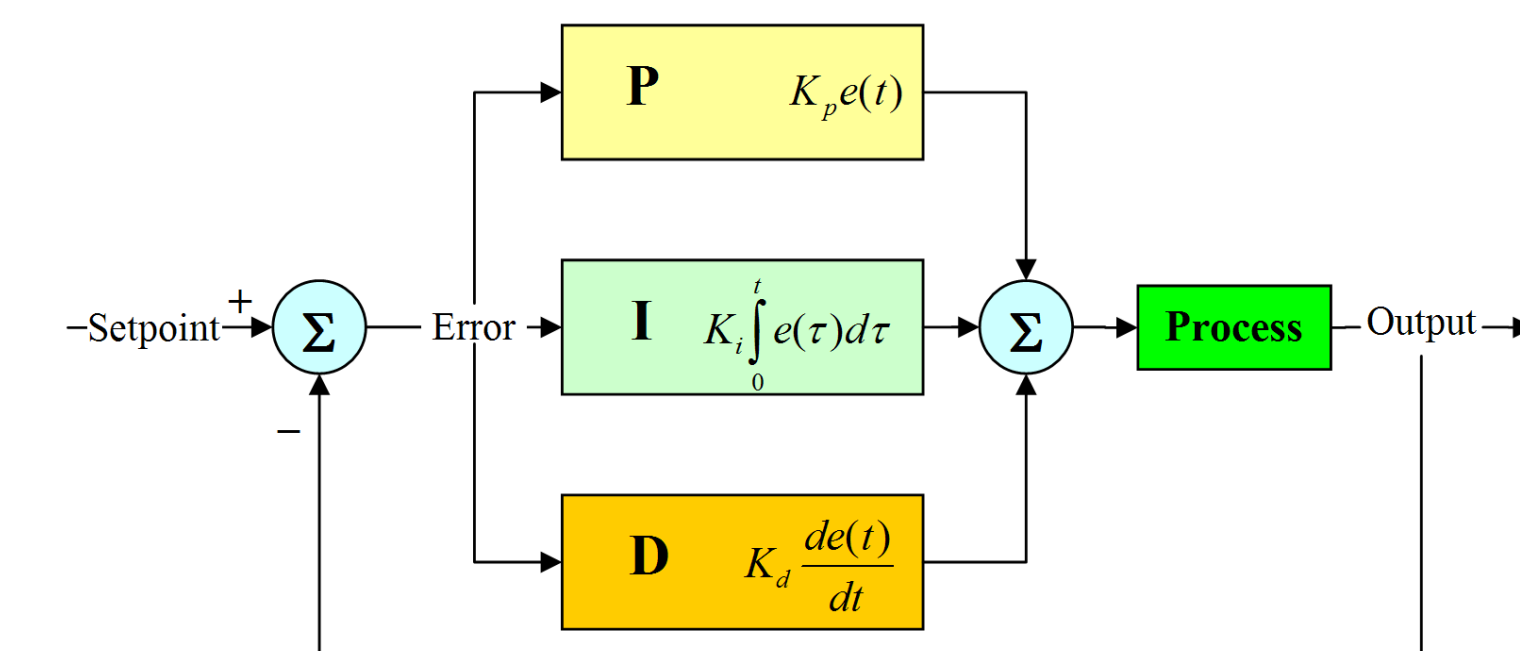 P K_p e(t)
–Setpoint
+
Σ
−
Error
I K_i ∫_0^t e(τ)dτ
Σ
Process
Output
D K_d de(t)/dt